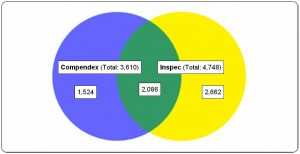 Compendex (Total: 3,610)
Inspec (Total: 4,748)
1,524
2,086
2,662